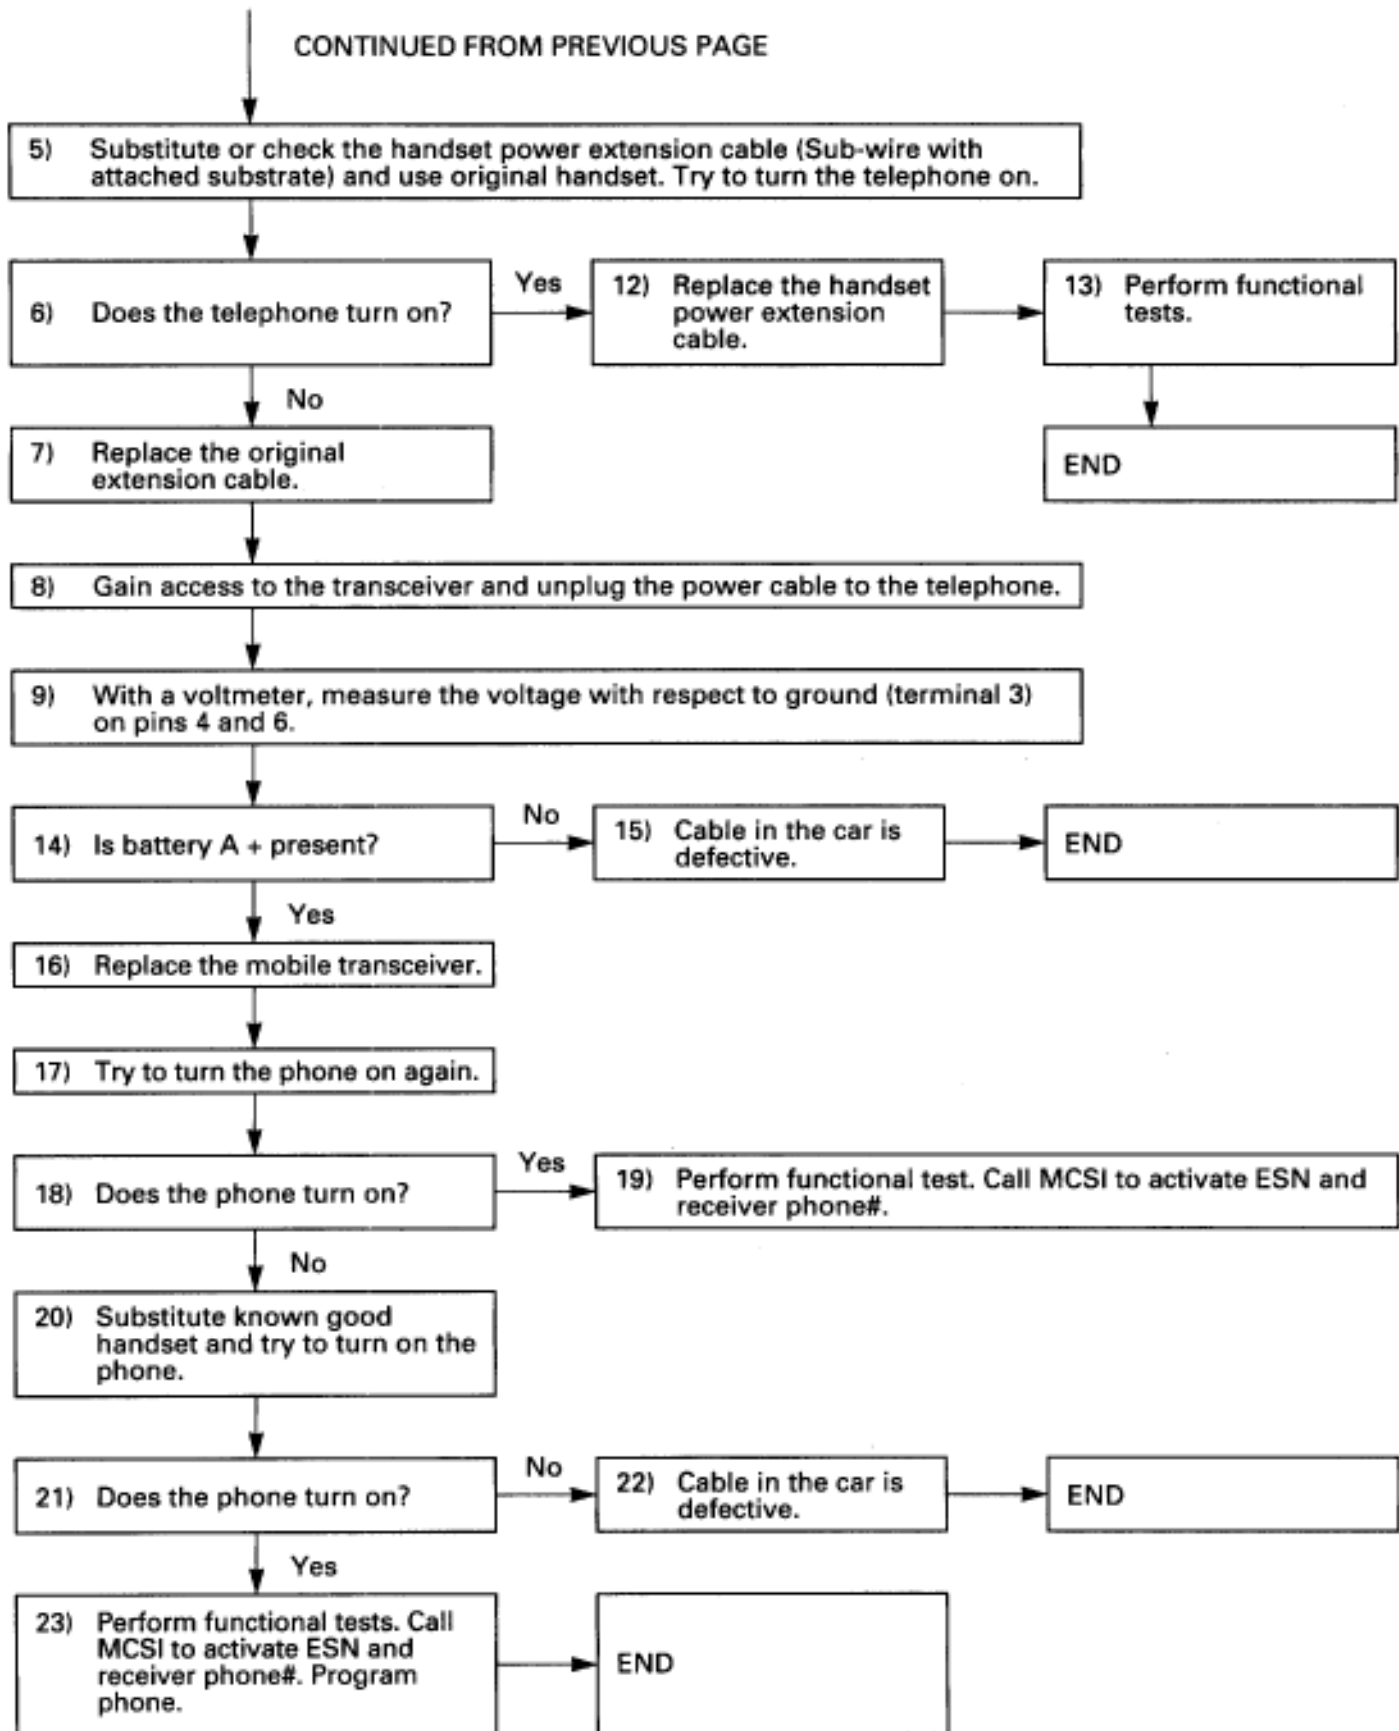 CONTINUED FROM PREVIOUS PAGE
5) Substitute or check the handset power extension cable (Sub-wire with
attached substrate) and use original handset. Try to turn the telephone on.
6) Does the telephone turn on?
Yes
12) Replace the handset
power extension
cable.
13) Perform functional
tests.
No
END
7) Replace the original
extension cable.
8) Gain access to the transceiver and unplug the power cable to the telephone.
9) With a voltmeter, measure the voltage with respect to ground (terminal 3)
on pins 4 and 6.
14) Is battery A + present?
No
15) Cable in the car is
defective.
END
Yes
16) Replace the mobile transceiver.
17) Try to turn the phone on again.
18) Does the phone turn on?
Yes
19) Perform functional test. Call MCSI to activate ESN and
receiver phone#.
No
20) Substitute known good
handset and try to turn on the
phone.
21) Does the phone turn on?
No
22) Cable in the car is
defective.
END
Yes
23) Perform functional tests. Call
MCSI to activate ESN and
receiver phone#. Program
phone.
END